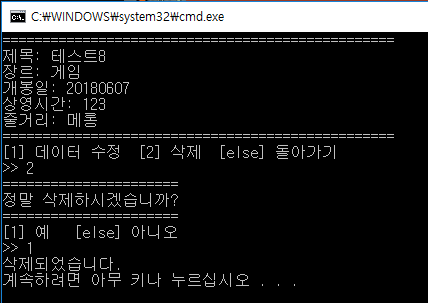 C:₩WINDOWS₩system32₩cmd.exe
=================================================
제목: 테스트8
장르: 게임
개봉일: 20180607
상영시간: 123
줄거리: 메롱
=================================================
[1] 데이터 수정  [2] 삭제  [else] 돌아가기
>> 2
======================
정말 삭제하시겠습니까?
======================
[1] 예   [else] 아니오
>> 1
삭제되었습니다.
계속하려면 아무 키나 누르십시오 . . .